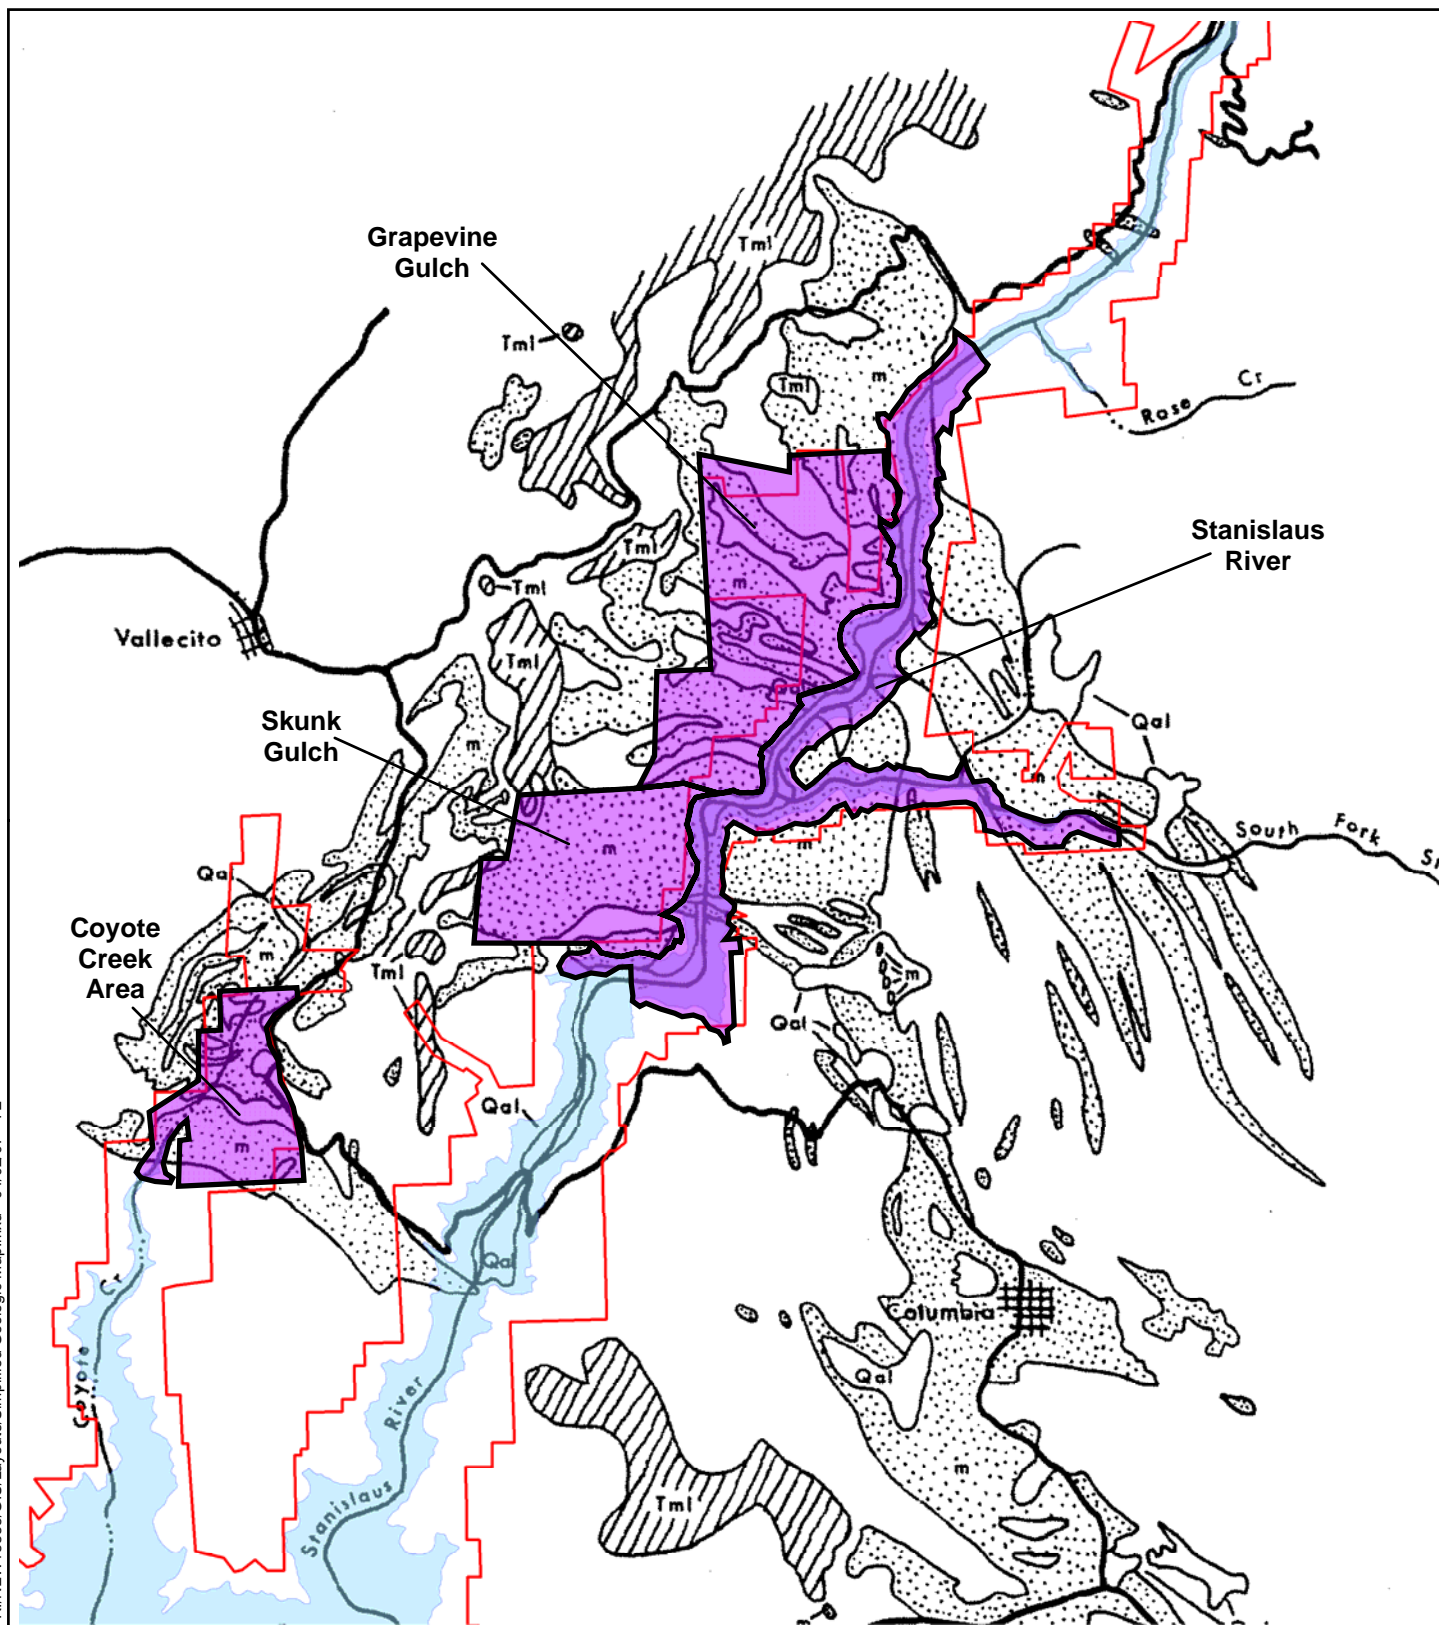 Tml
Grapevine
Gulch
Tml
Tml
m
Cr
Rose
Stanislaus
River
Tml
m
Tml
Vallecito
Tml
Qal
Skunk
Gulch
m
m
South Fork
m
m
Qal
Coyote
Creek
Area
m
m
Tml
Qal
Qal
m
Cr
Qal
Columbia
Coyote
Qal
River
m
Stanislaus
Tml